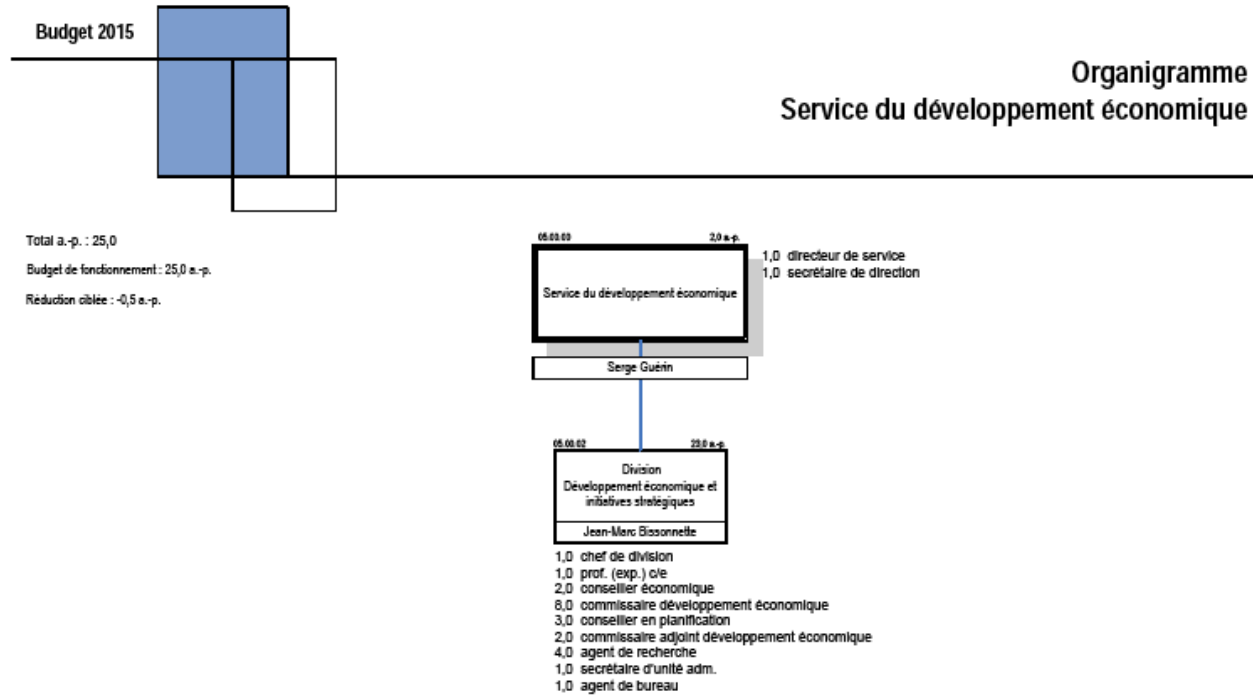 Budget 2015
Organigramme
Service du développement économique
Total a.-p. : 25,0
Budget de fonctionnement : 25,0 a.-p.
Réduction ciblée : -0,5 a.-p.
05.00.00 2,0 a.-p.
Service du développement économique
1,0 directeur de service
1,0 secrétaire de direction
Serge Guérin
05.00.02 23,0 a.-p.
Division
Développement économique et
initiatives stratégiques
Jean-Marc Bissonnette
1,0 chef de division
1,0 prof. (exp.) c/e
2,0 conseiller économique
8,0 commissaire développement économique
3,0 conseiller en planification
2,0 commissaire adjoint développement économique
4,0 agent de recherche
1,0 secrétaire d'unité adm.
1,0 agent de bureau